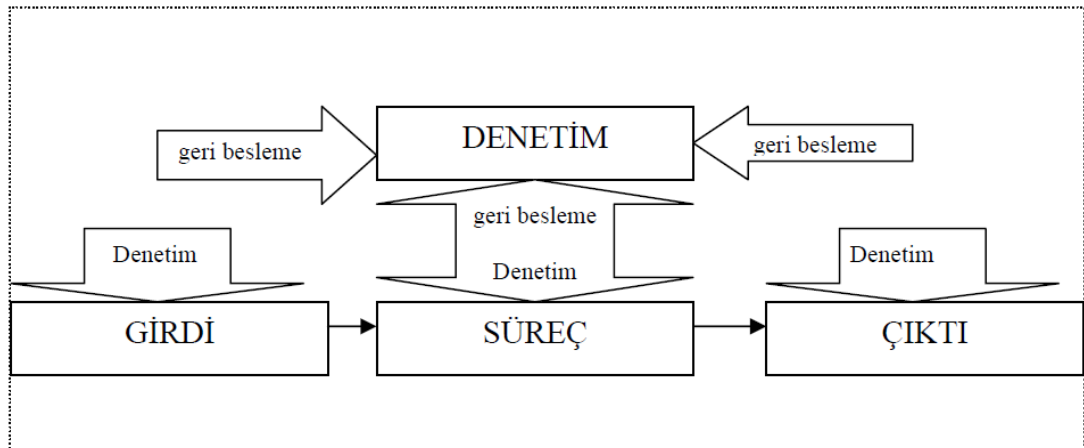 DENETİM
geri besleme
geri besleme
geri besleme
Denetim
Denetim
Denetim
GİRDİ
SÜREÇ
ÇIKTI